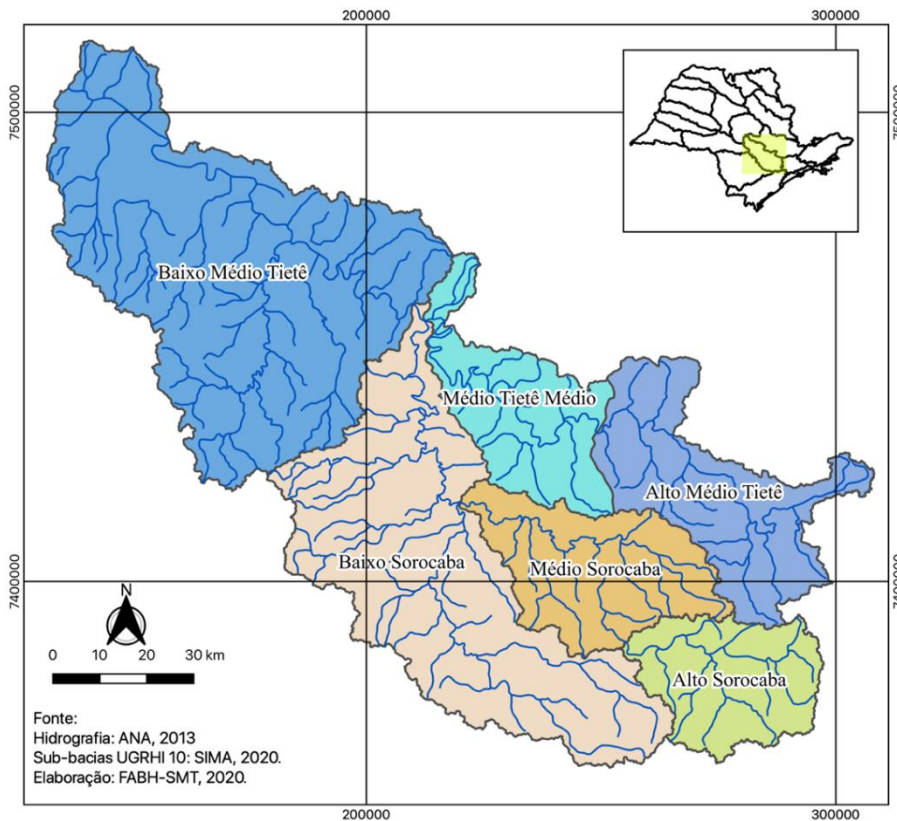 200000
300000
7500000
7500000
Baixo Médio Tietê
Médio Tietê Médio
Alto Médio Tietê
Baixo Sorocaba
Médio Sorocaba
7400000
7400000
N
0 10 20 30 km
Alto Sorocaba
Fonte:
Hidrografia: ANA, 2013
Sub-bacias UGRHI 10: SIMA, 2020.
Elaboração: FABH-SMT, 2020.
200000
300000